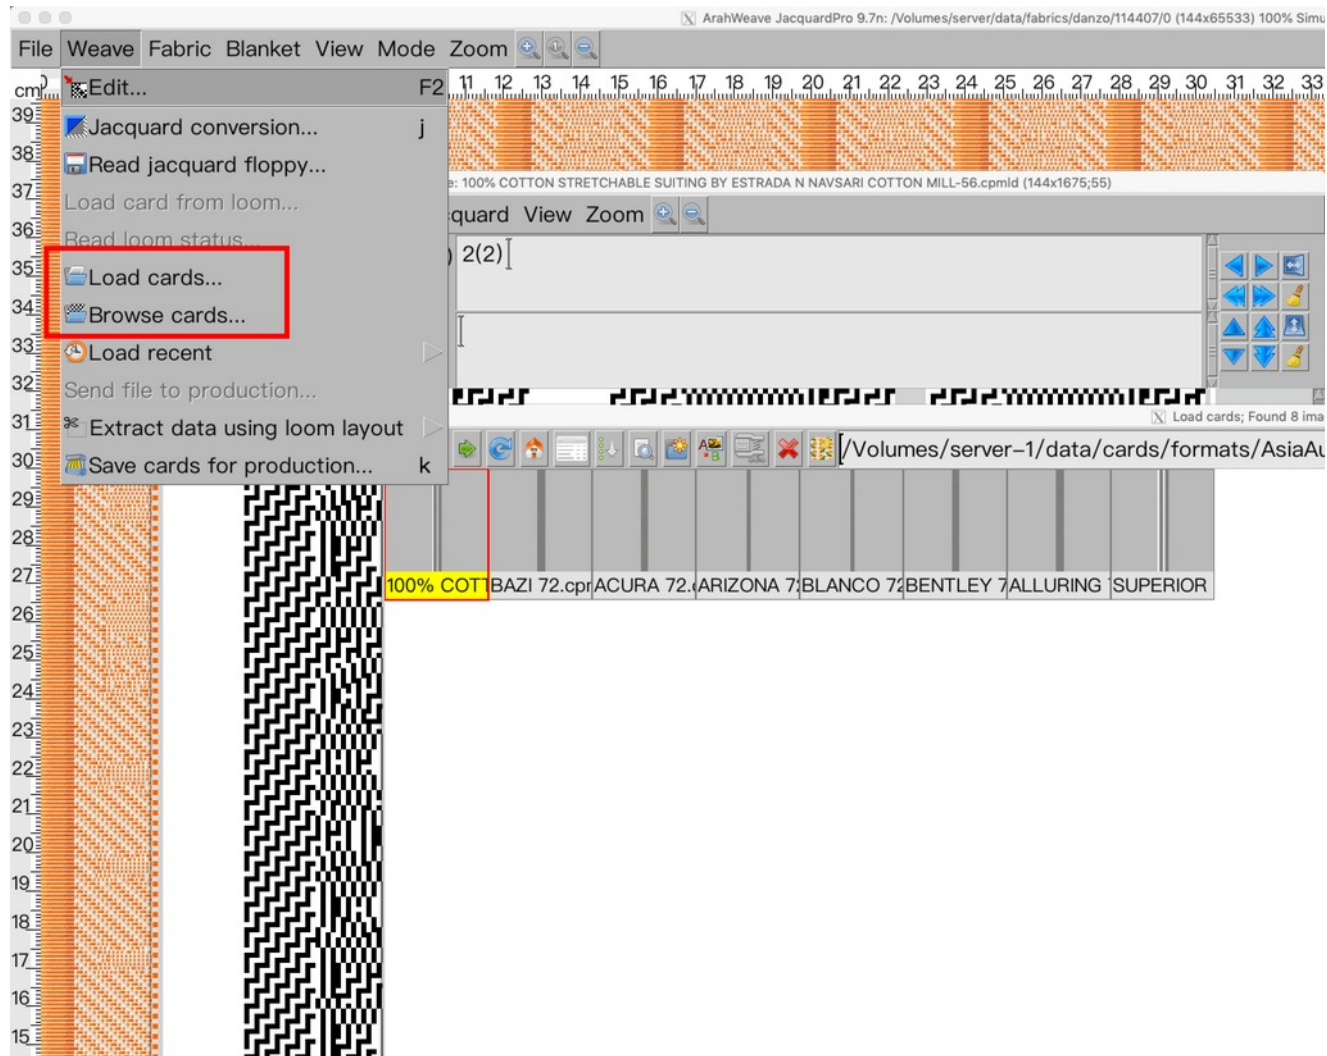 ArahWeave JacquardPro 9.7n: /Volumes/server/data/fabrics/danzo/114407/0 (144x65533) 100% Simu
File Weave Fabric Blanket View Mode Zoom
cm 11 12 13 14 15 16 17 18 19 20 21 22 23 24 25 26 27 28 29 30 31 32 33
Edit... F2
Jacquard conversion... j
Read jacquard floppy...
Load card from loom...
Read loom status...
Load cards...
Browse cards...
Load recent
Send file to production...
Extract data using loom layout
Save cards for production... k
e: 100% COTTON STRETCHABLE SUITING BY ESTRADA N NAVSARI COTTON MILL-56.cpmld (144x1675;55)
quard View Zoom
) 2(2)
Load cards; Found 8 ima
/Volumes/server-1/data/cards/formats/AsiaAu
100% COTT BAZI 72.cpr ACURA 72. ARIZONA 72 BLANCO 72 BENTLEY 7 ALLURING SUPERIOR
39
38
37
36
35
34
33
32
31
30
29
28
27
26
25
24
23
22
21
20
19
18
17
16
15